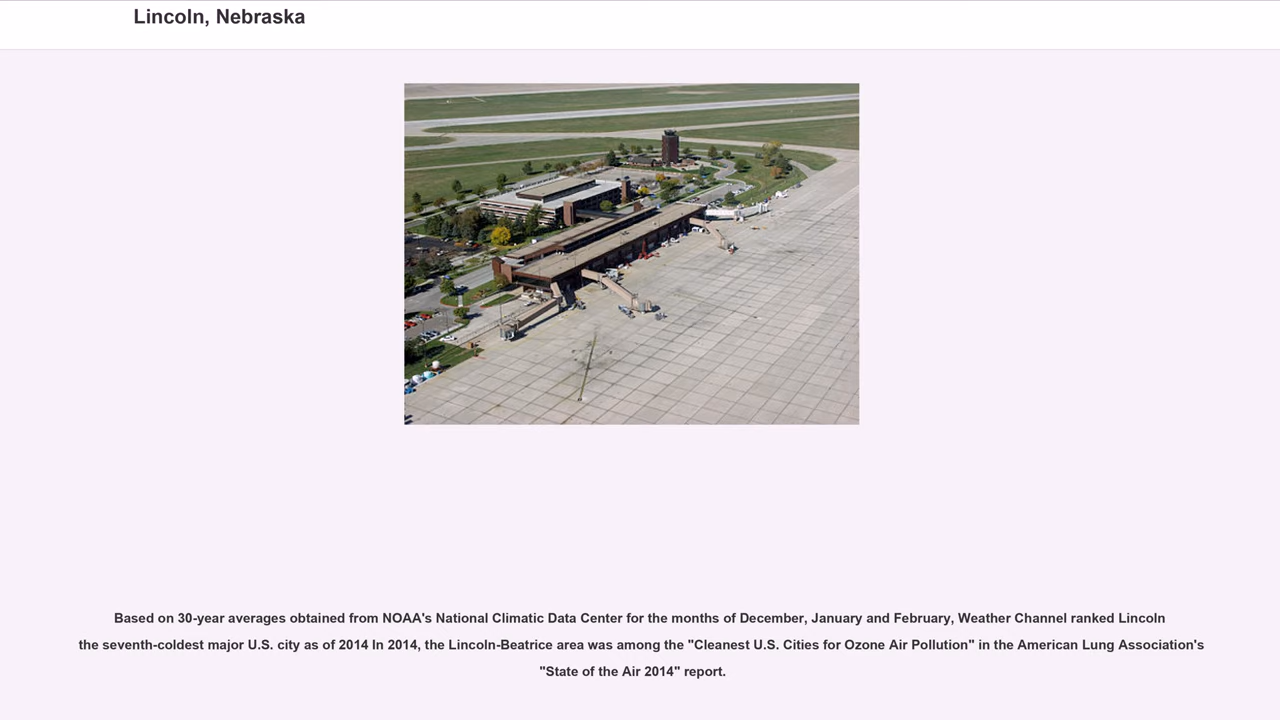 Lincoln, Nebraska
Based on 30-year averages obtained from NOAA's National Climatic Data Center for the months of December, January and February, Weather Channel ranked Lincoln
the seventh-coldest major U.S. city as of 2014 In 2014, the Lincoln-Beatrice area was among the "Cleanest U.S. Cities for Ozone Air Pollution" in the American Lung Association's
"State of the Air 2014" report.